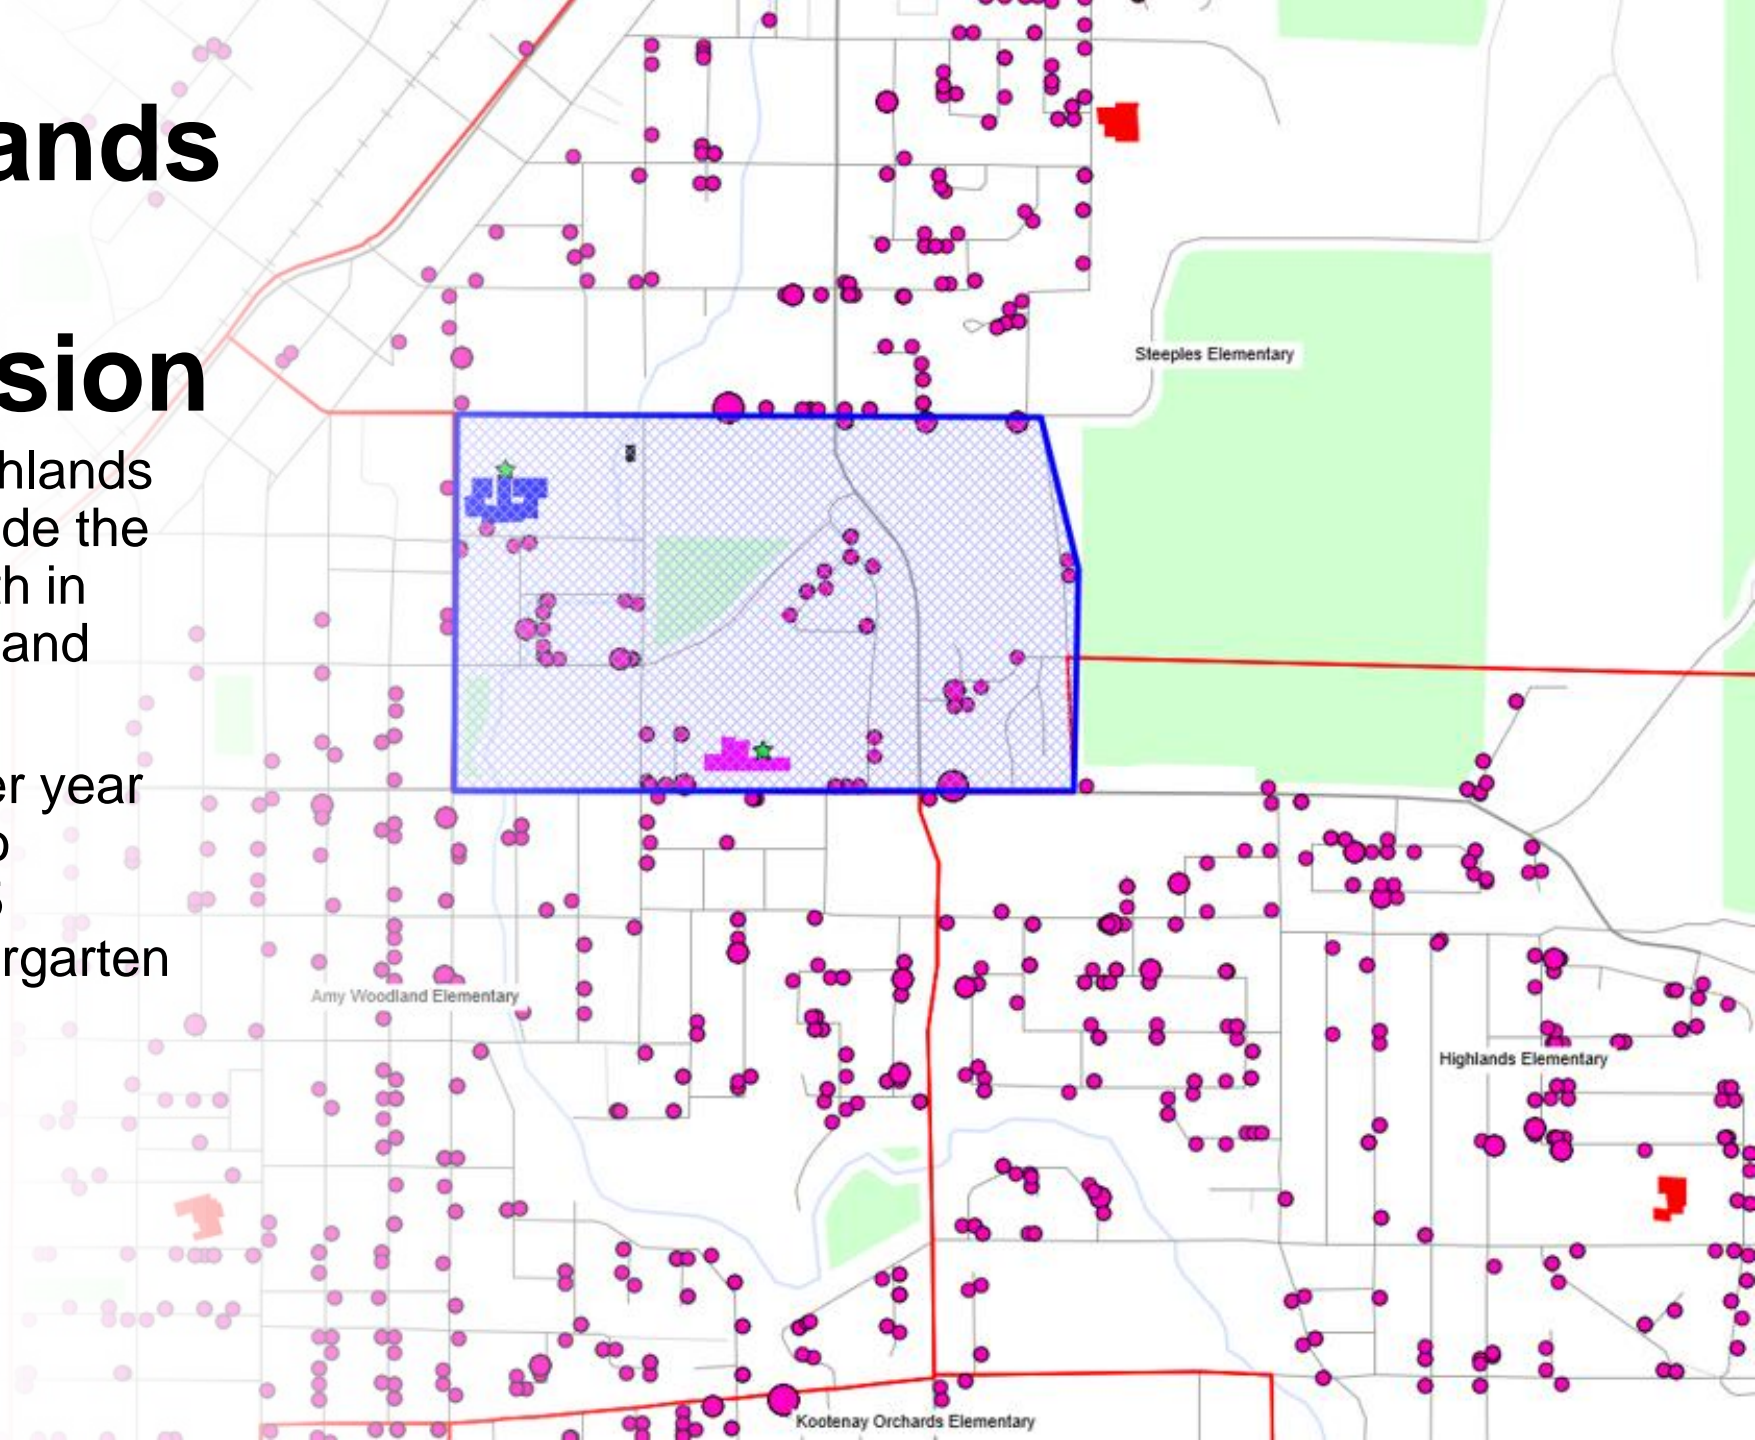 ands
sion
hlands
de the
th in
and
er year
o
s
rgarten
Steeples Elementary
Amy Woodland Elementary
Highlands Elementary
Kootenay Orchards Elementary